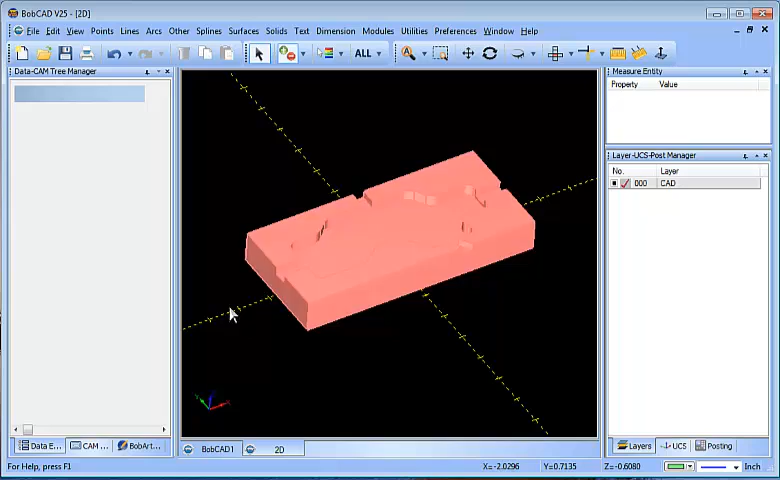 BobCAD V25 - [2D]
File Edit View Points Lines Arcs Other Splines Surfaces Solids Text Dimension Modules Utilities Preferences Window Help
ALL
Data-CAM Tree Manager
Measure Entity
Property Value
Layer-UCS-Post Manager
No. Layer
000 CAD
Data E... CAM ... BobArt...
BobCAD1 2D
Layers UCS Posting
For Help, press F1
X=-2.0296 Y=0.7135 Z=-0.6080 Inch